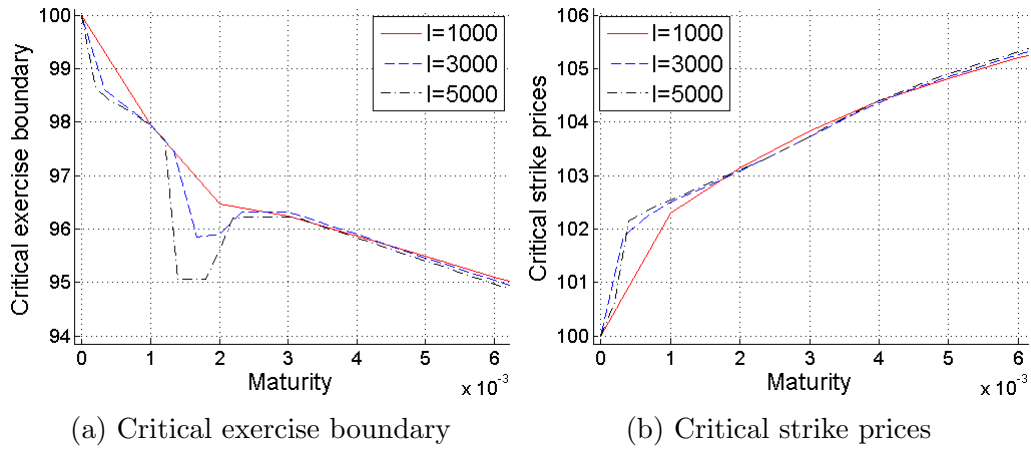 100
99
98
97
96
95
94
Critical exercise boundary
I=1000
I=3000
I=5000
0 1 2 3 4 5 6
Maturity
x 10⁻³
106
105
104
103
102
101
100
Critical strike prices
I=1000
I=3000
I=5000
0 1 2 3 4 5 6
Maturity
x 10⁻³
(a) Critical exercise boundary
(b) Critical strike prices